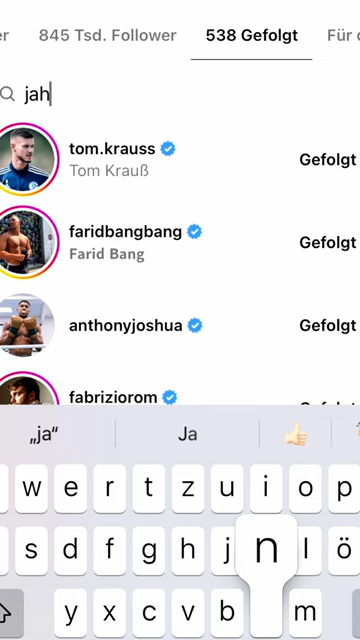 er 845 Tsd. Follower 538 Gefolgt Für d
jah
tom.krauss
Tom Krauß Gefolgt
faridbangbang
Farid Bang Gefolgt
anthonyjoshua Gefolgt
fabriziorom
„ja“ Ja
w e r t z u i o p
s d f g h j n l ö
y x c v b m